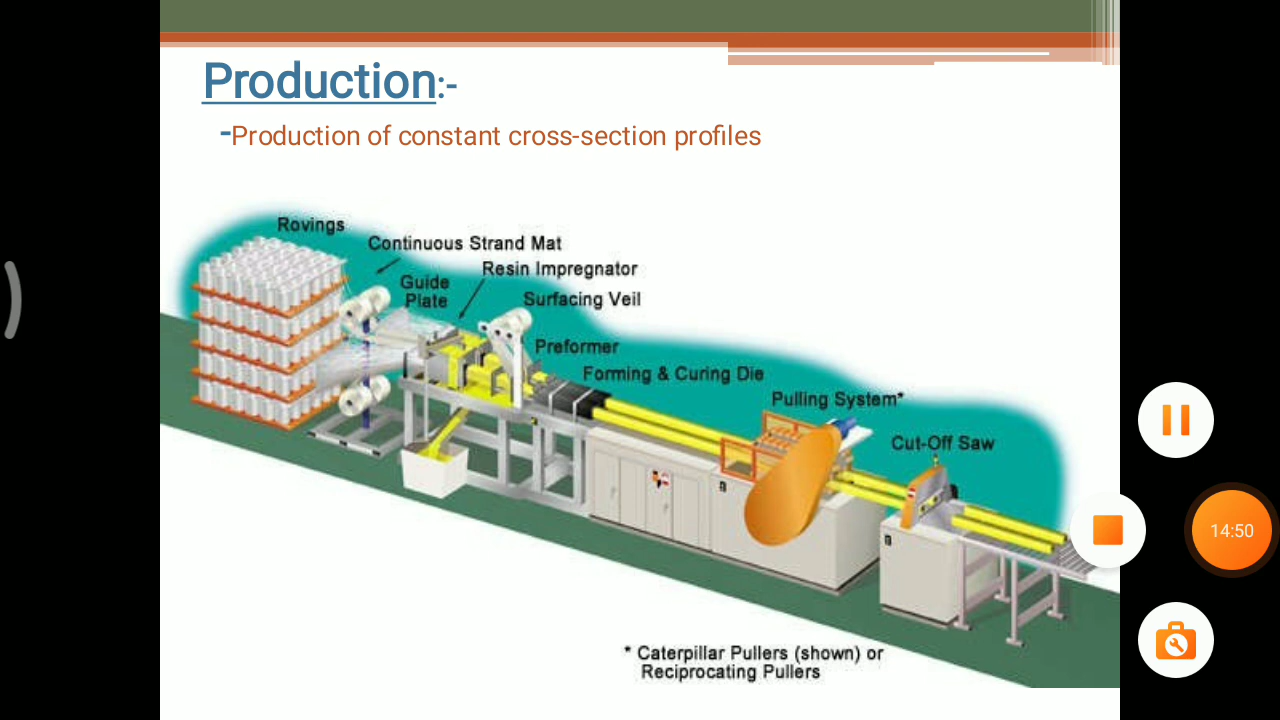 Production:-
-Production of constant cross-section profiles
Rovings
Continuous Strand Mat
Resin Impregnator
Guide
Plate
Surfacing Veil
Preformer
Forming & Curing Die
Pulling System*
Cut-Off Saw
14:50
* Caterpillar Pullers (shown) or
Reciprocating Pullers